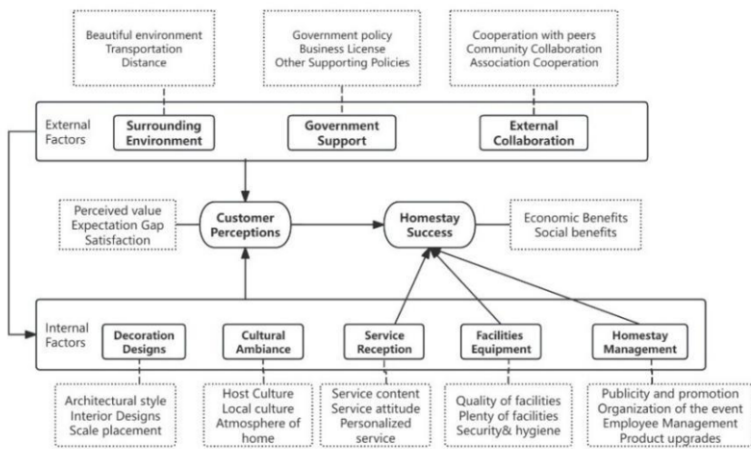 Beautiful environment
Transportation
Distance
Government policy
Business License
Other Supporting Policies
Cooperation with peers
Community Collaboration
Association Cooperation
External
Factors
Surrounding
Environment
Government
Support
External
Collaboration
Perceived value
Expectation Gap
Satisfaction
Customer
Perceptions
Homestay
Success
Economic Benefits
Social benefits
Internal
Factors
Decoration
Designs
Cultural
Ambiance
Service
Reception
Facilities
Equipment
Homestay
Management
Architectural style
Interior Designs
Scale placement
Host Culture
Local culture
Atmosphere of
home
Service content
Service attitude
Personalized
service
Quality of facilities
Plenty of facilities
Security& hygiene
Publicity and promotion
Organization of the event
Employee Management
Product upgrades